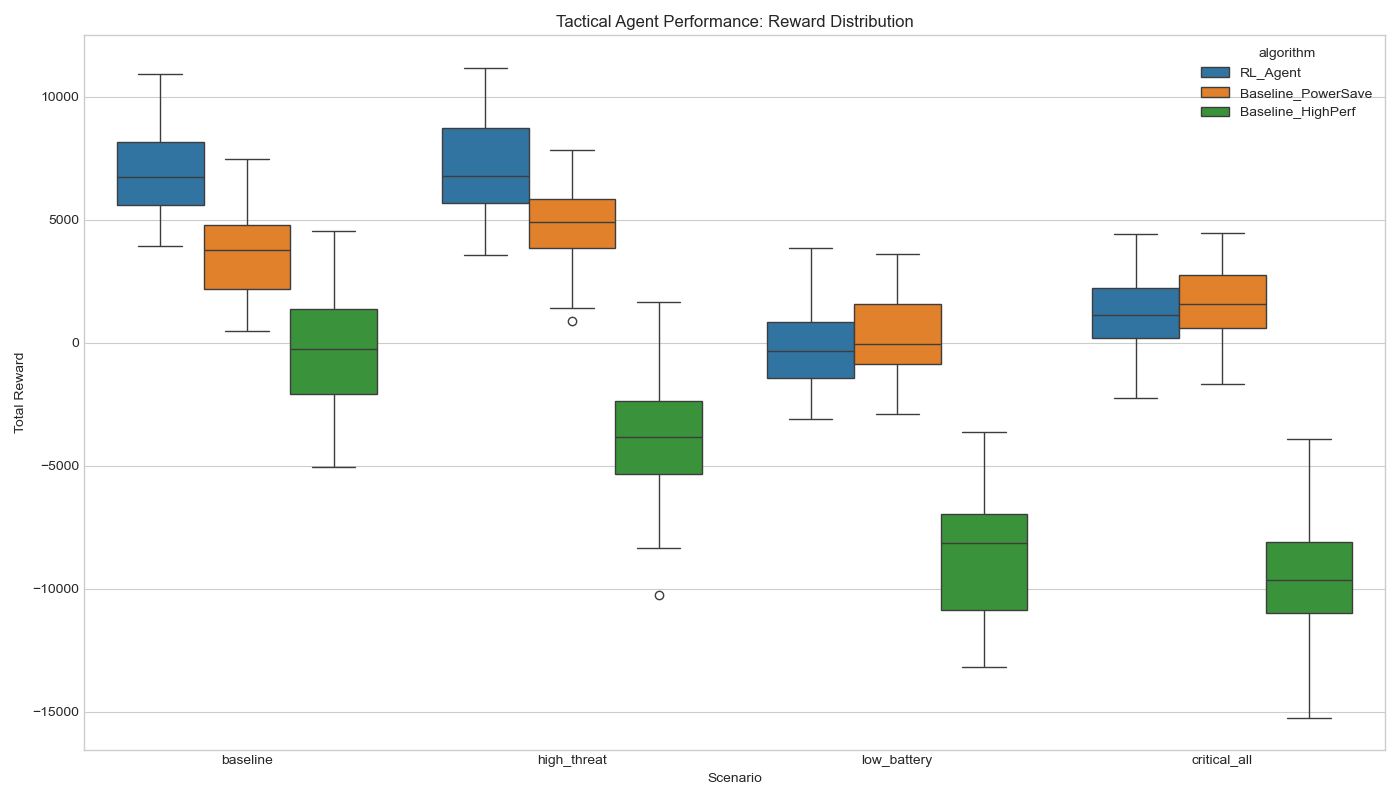 Tactical Agent Performance: Reward Distribution
algorithm
RL_Agent
Baseline_PowerSave
Baseline_HighPerf
Total Reward
10000
5000
0
−5000
−10000
−15000
baseline
high_threat
low_battery
critical_all
Scenario